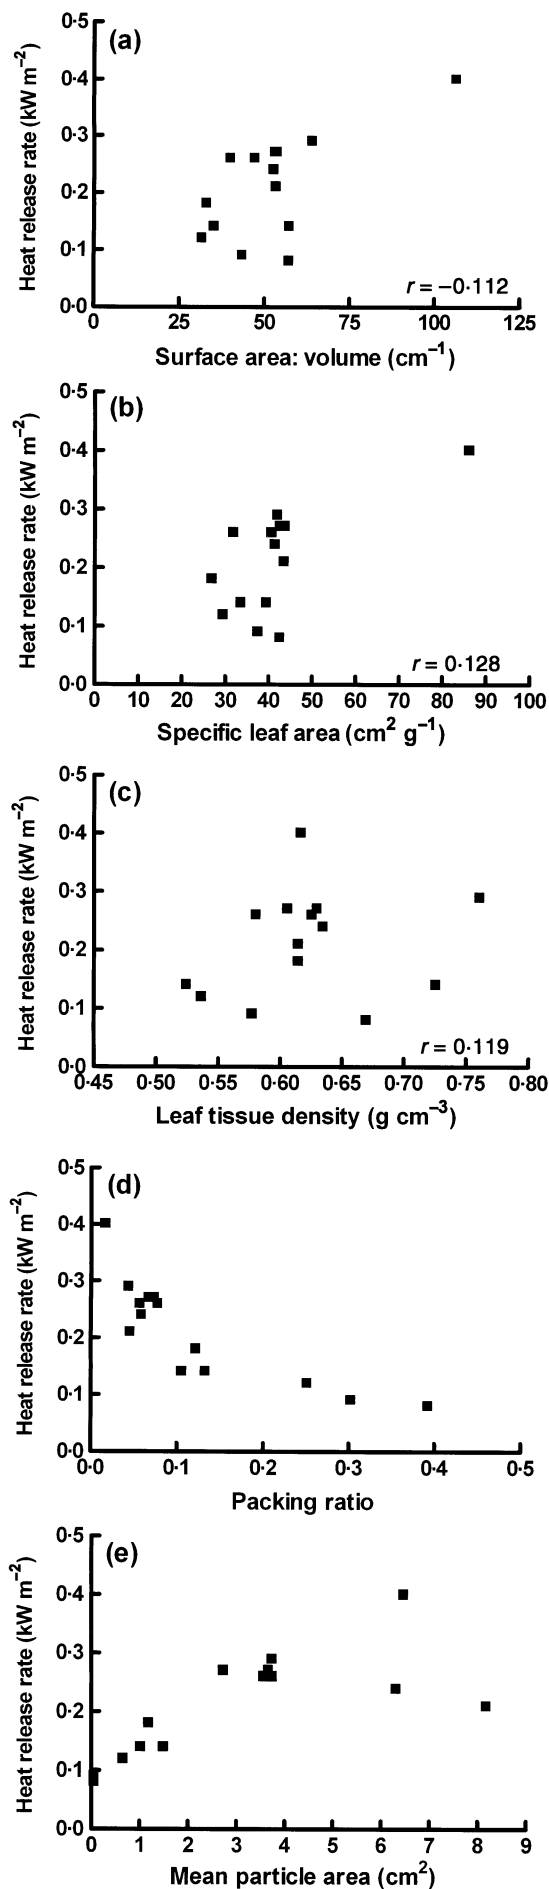 (a)
Heat release rate (kW m−2)
0·5
0·4
0·3
0·2
0·1
0·0
r = −0·112
0 25 50 75 100 125
Surface area: volume (cm−1)
(b)
Heat release rate (kW m−2)
0·5
0·4
0·3
0·2
0·1
0·0
r = 0·128
0 10 20 30 40 50 60 70 80 90 100
Specific leaf area (cm2 g−1)
(c)
Heat release rate (kW m−2)
0·5
0·4
0·3
0·2
0·1
0·0
r = 0·119
0·45 0·50 0·55 0·60 0·65 0·70 0·75 0·80
Leaf tissue density (g cm−3)
(d)
Heat release rate (kW m−2)
0·5
0·4
0·3
0·2
0·1
0·0
0·0 0·1 0·2 0·3 0·4 0·5
Packing ratio
(e)
Heat release rate (kW m−2)
0·5
0·4
0·3
0·2
0·1
0·0
0 1 2 3 4 5 6 7 8 9
Mean particle area (cm2)